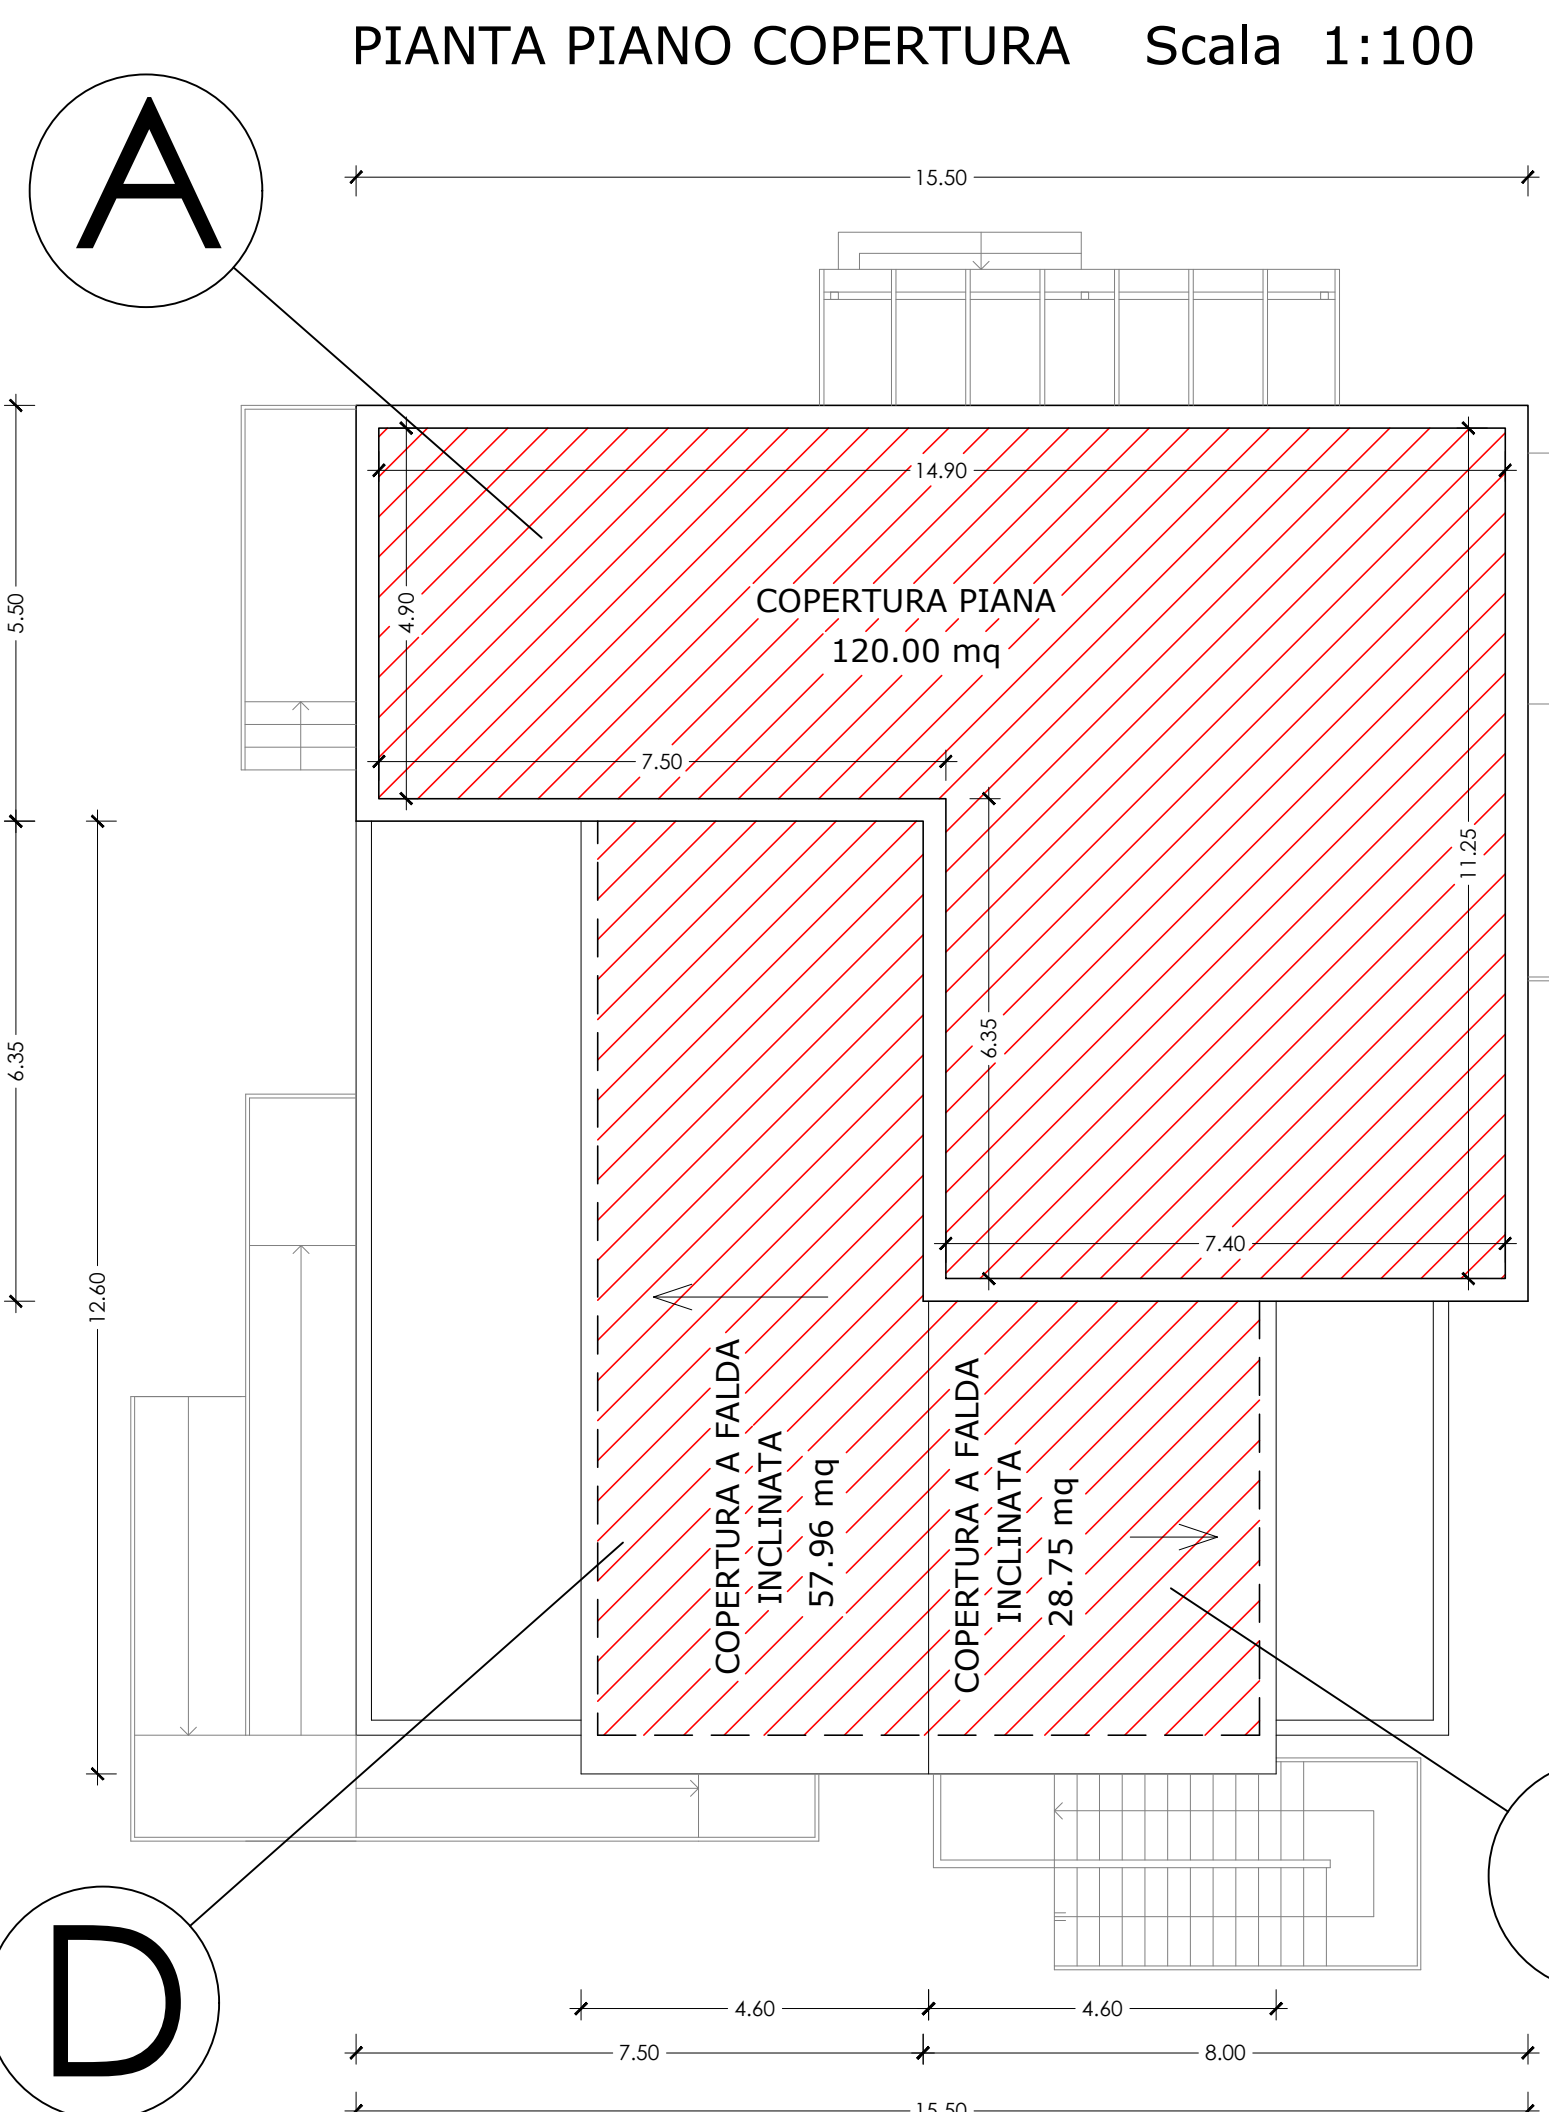 PIANTA PIANO COPERTURA Scala 1:100
A
15.50
14.90
5.50
4.90
COPERTURA PIANA
120.00 mq
7.50
11.25
6.35
6.35
7.40
12.60
COPERTURA A FALDA
INCLINATA
57.96 mq
COPERTURA A FALDA
INCLINATA
28.75 mq
D
4.60
4.60
7.50
8.00
15.50